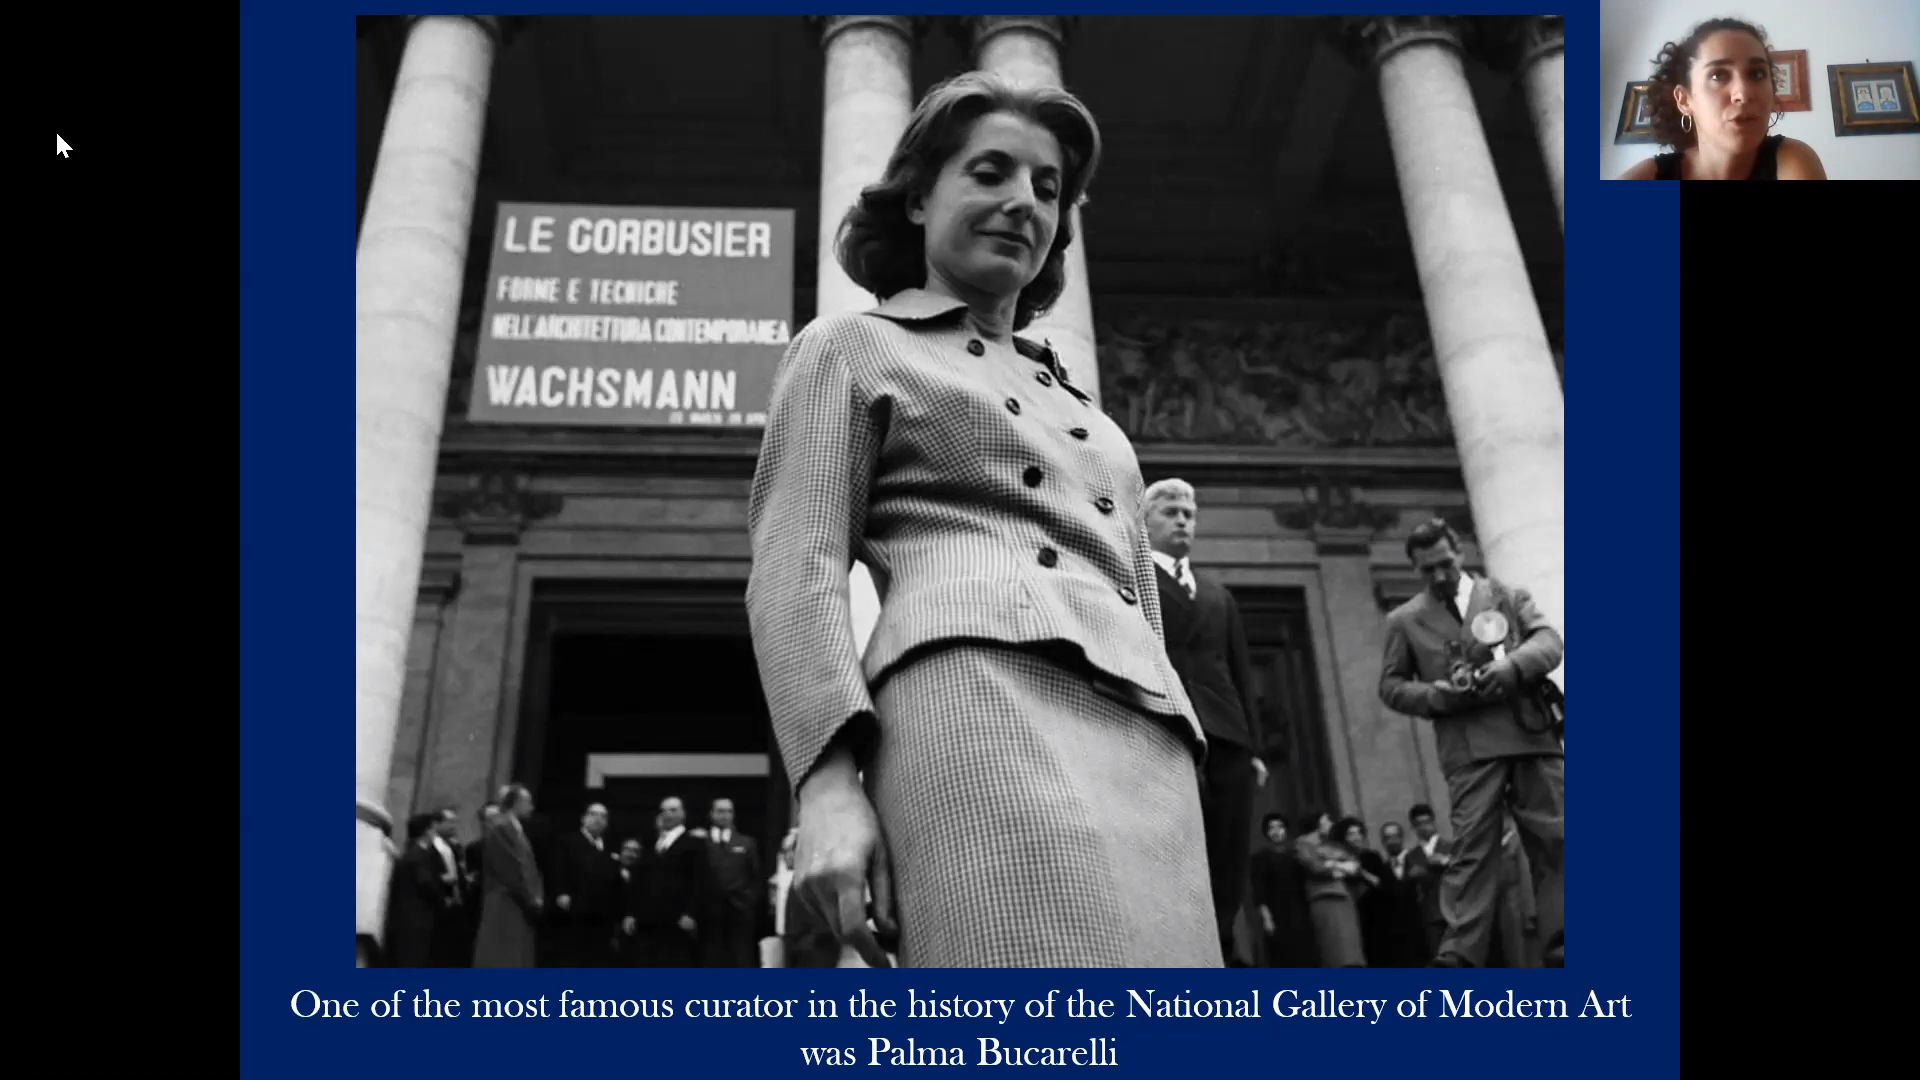 LE CORBUSIER
FORME E TECNICHE
NELL'ARCHITETTURA CONTEMPORANEA
WACHSMANN
One of the most famous curator in the history of the National Gallery of Modern Art
was Palma Bucarelli